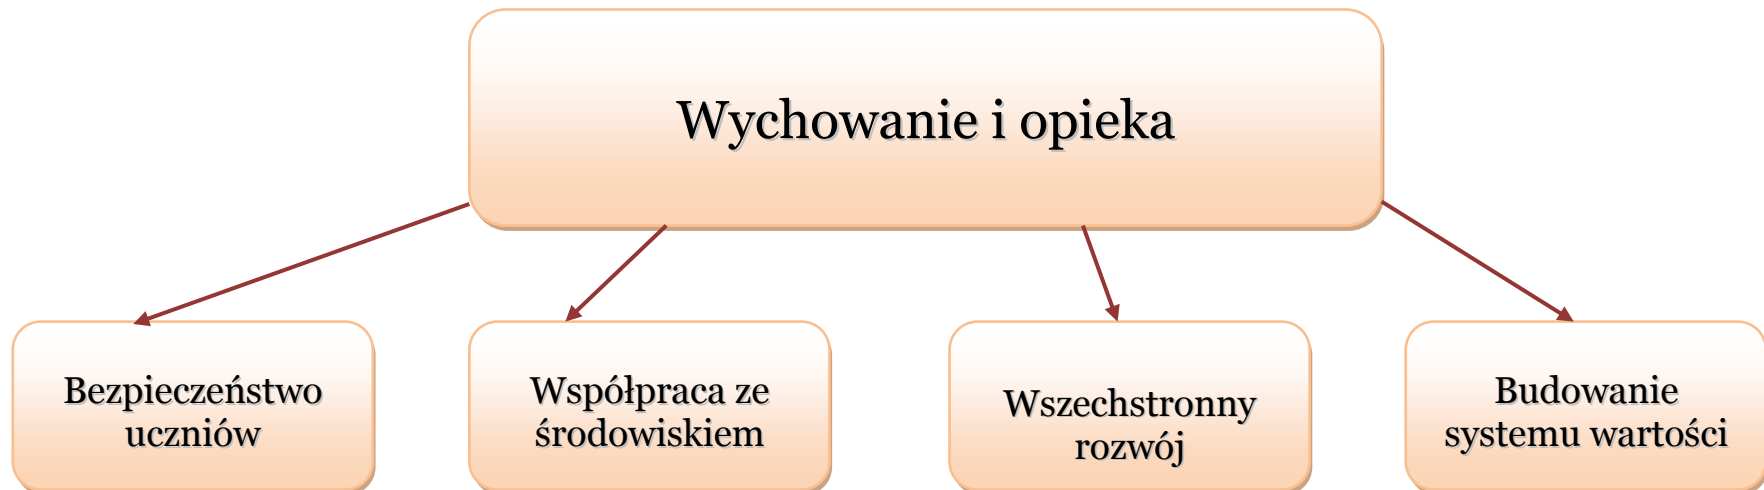 Wychowanie i opieka
Bezpieczeństwo
uczniów
Współpraca ze
środowiskiem
Wszechstronny
rozwój
Budowanie
systemu wartości